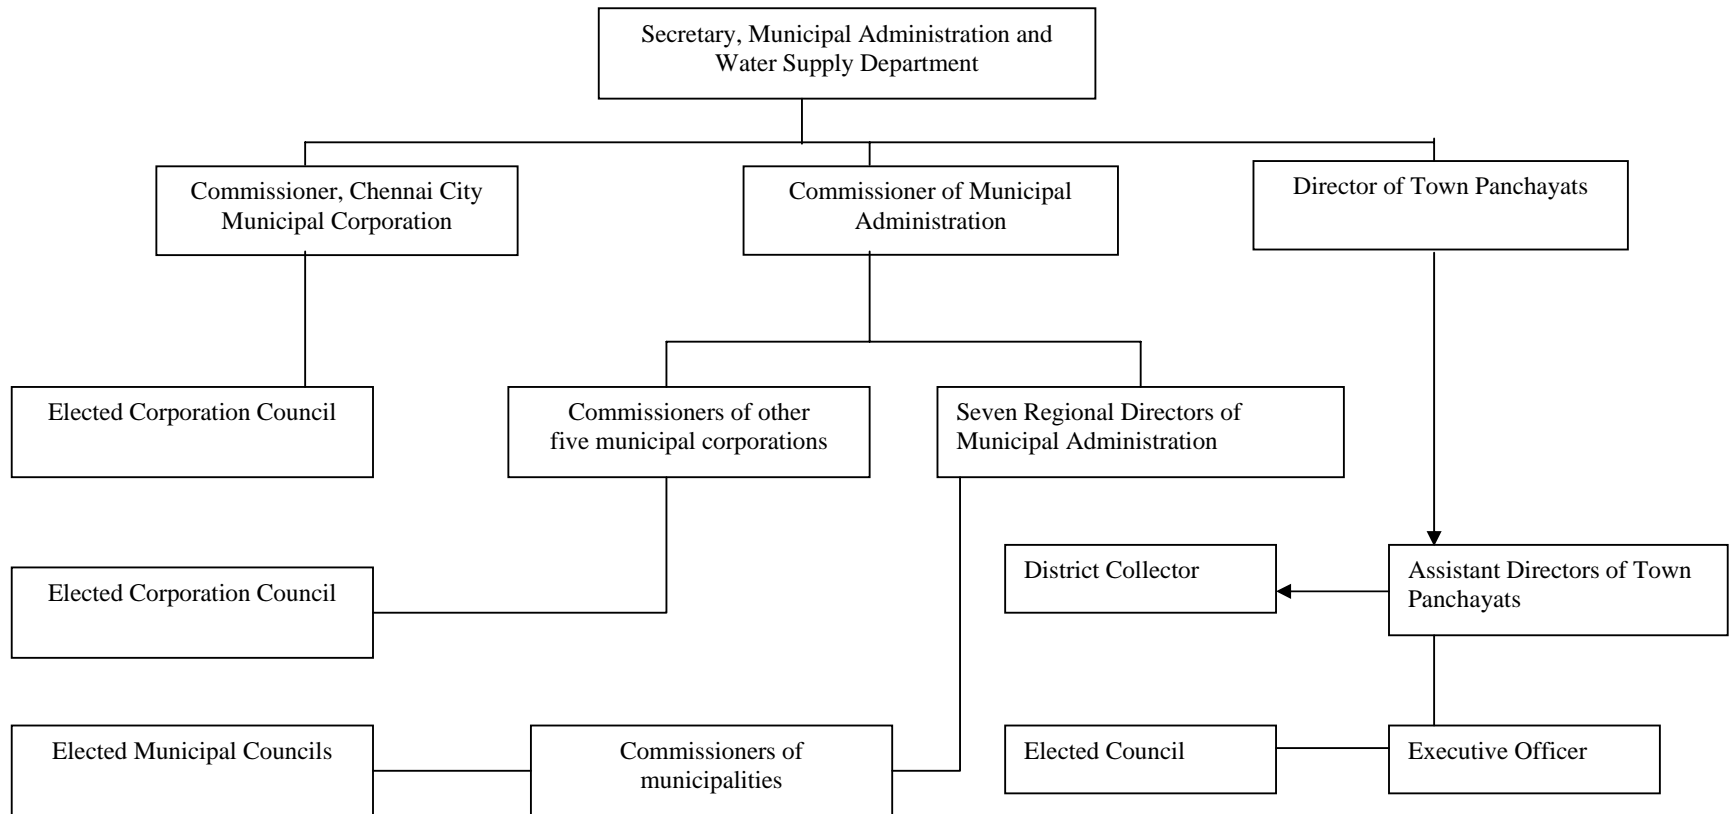 Secretary, Municipal Administration and
Water Supply Department
Commissioner, Chennai City
Municipal Corporation
Commissioner of Municipal
Administration
Director of Town Panchayats
Elected Corporation Council
Commissioners of other
five municipal corporations
Seven Regional Directors of
Municipal Administration
Elected Corporation Council
District Collector
Assistant Directors of Town
Panchayats
Elected Municipal Councils
Commissioners of
municipalities
Elected Council
Executive Officer